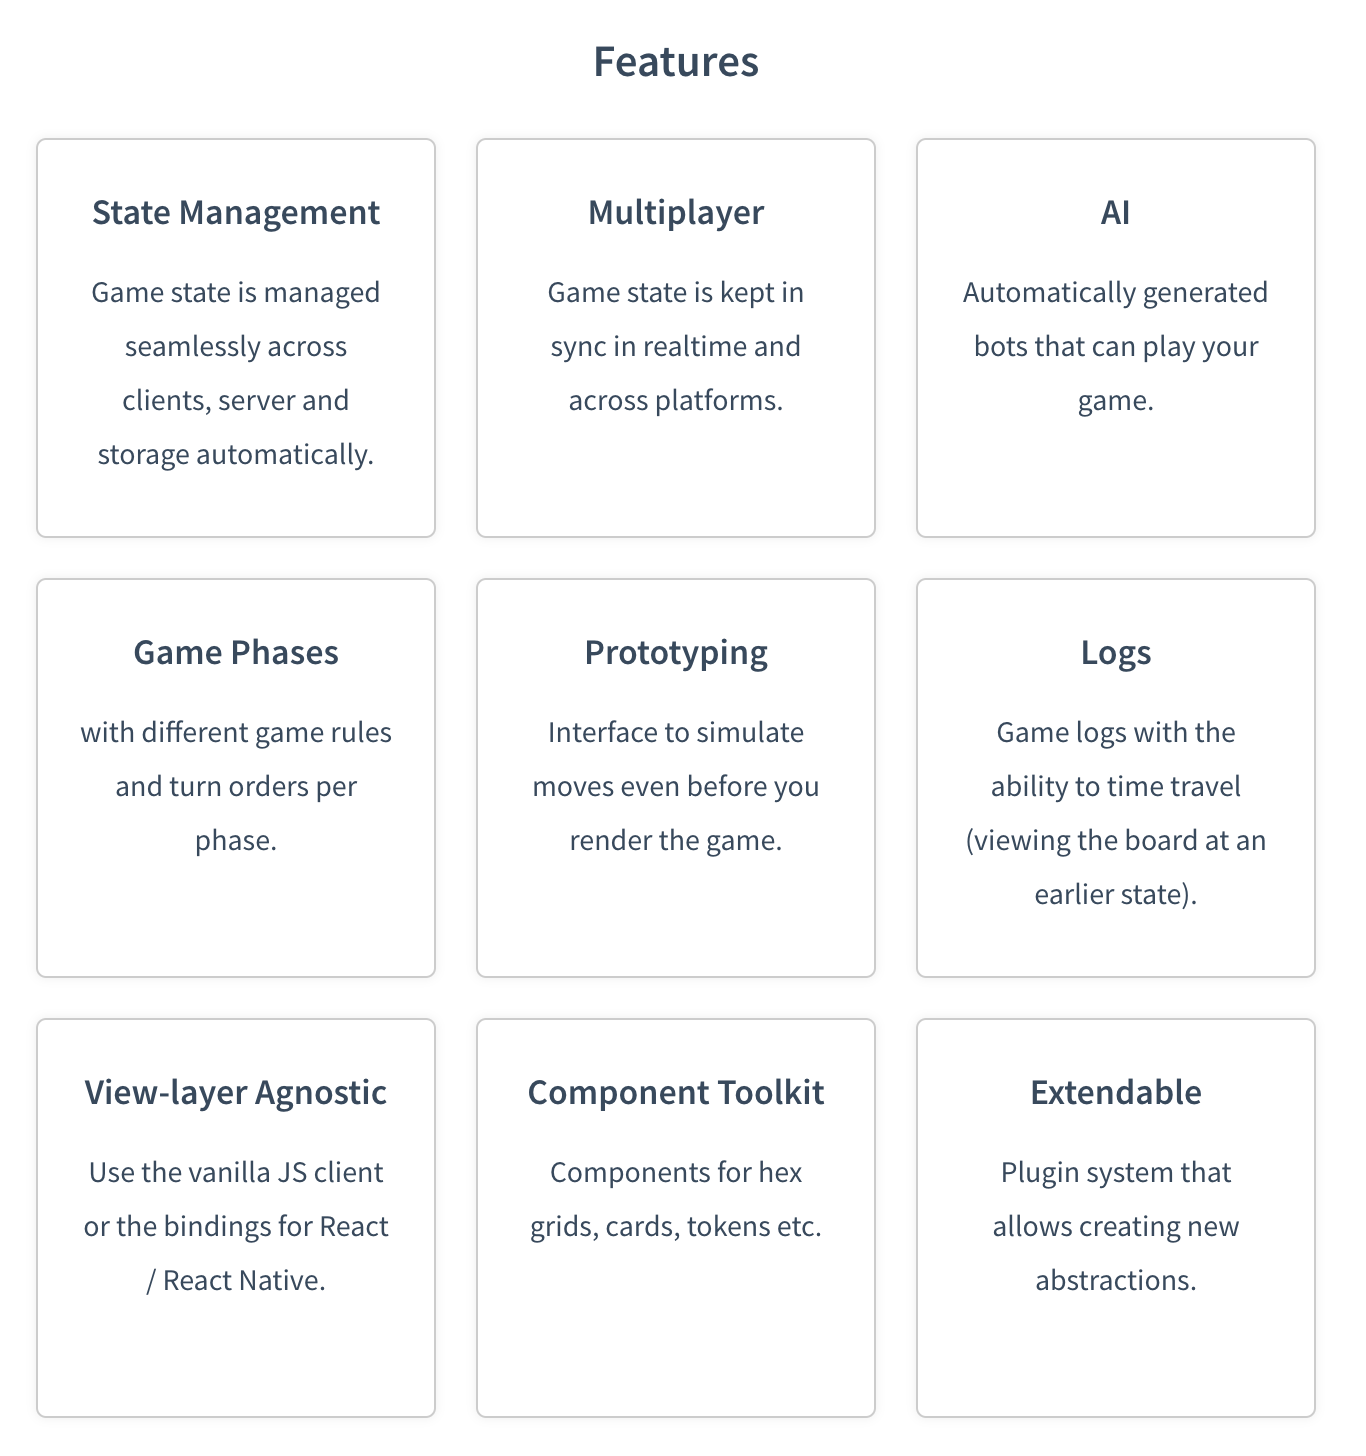 Features
State Management
Game state is managed
seamlessly across
clients, server and
storage automatically.
Multiplayer
Game state is kept in
sync in realtime and
across platforms.
AI
Automatically generated
bots that can play your
game.
Game Phases
with different game rules
and turn orders per
phase.
Prototyping
Interface to simulate
moves even before you
render the game.
Logs
Game logs with the
ability to time travel
(viewing the board at an
earlier state).
View-layer Agnostic
Use the vanilla JS client
or the bindings for React
/ React Native.
Component Toolkit
Components for hex
grids, cards, tokens etc.
Extendable
Plugin system that
allows creating new
abstractions.